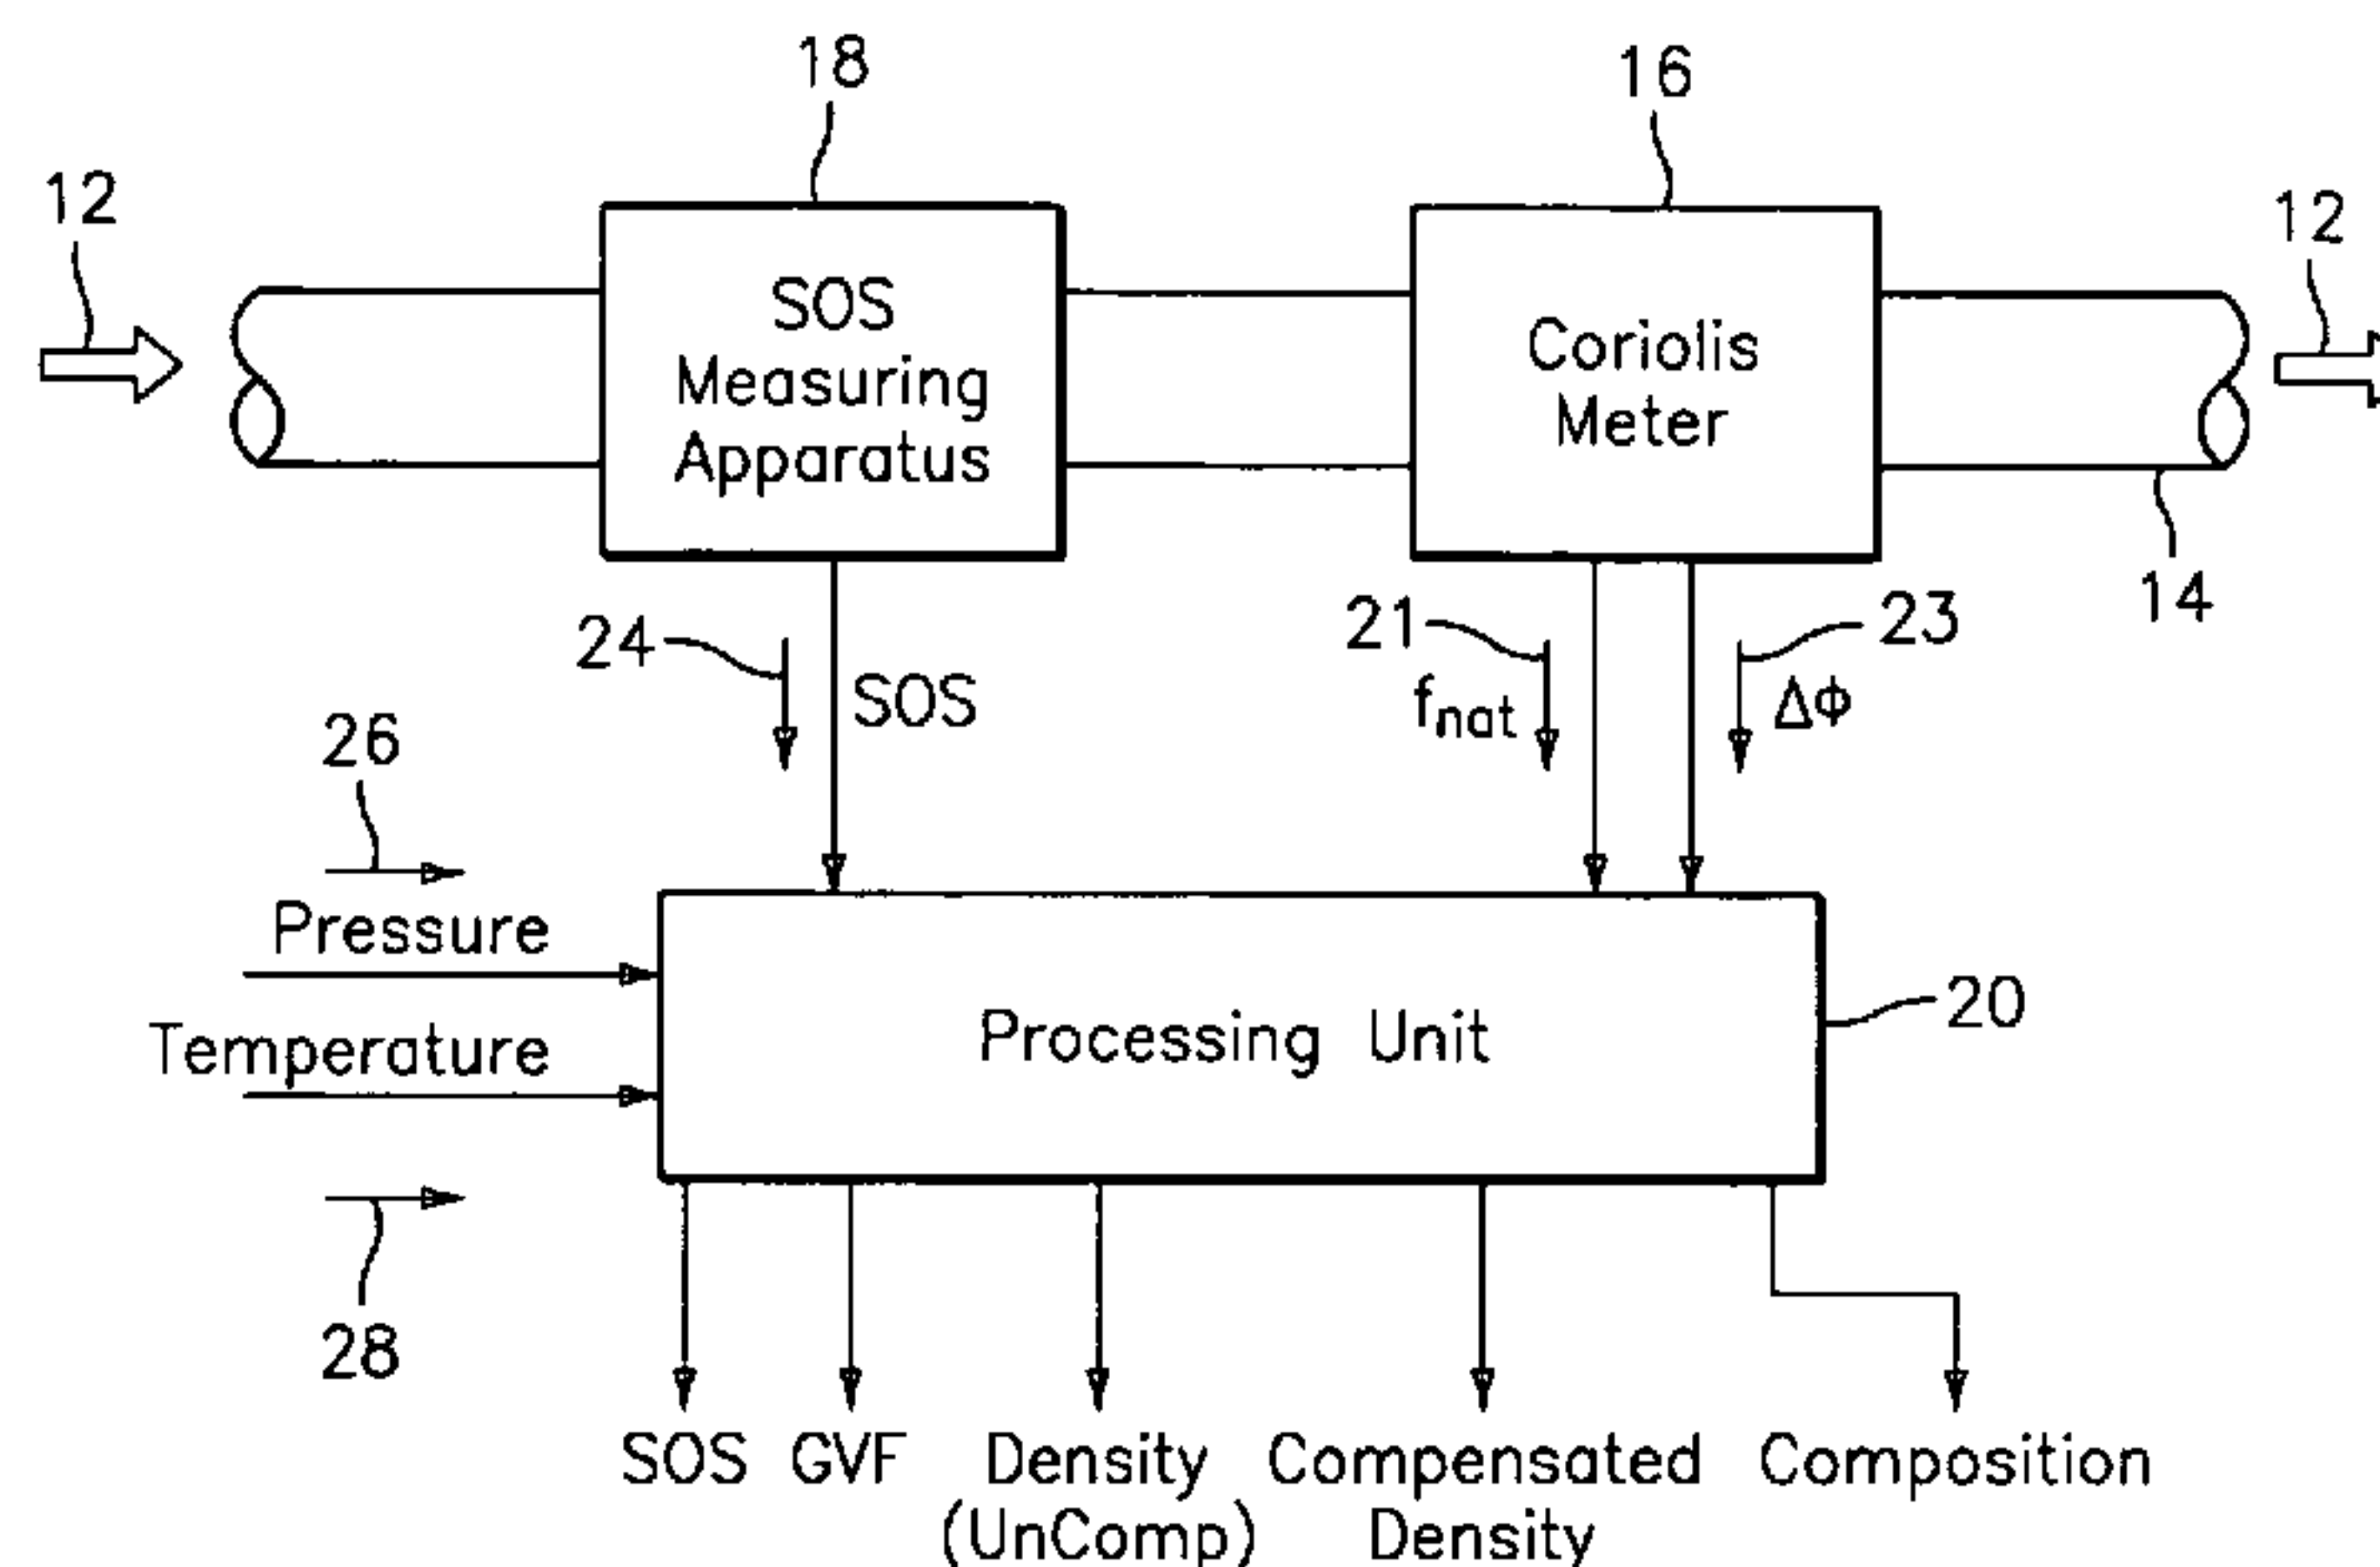 18
16
12
12
SOS
Measuring
Apparatus
Coriolis
Meter
14
24
SOS
21
fnat
23
Δϕ
26
Pressure
Temperature
28
Processing Unit
20
SOS
GVF
Density
(UnComp)
Compensated
Density
Composition